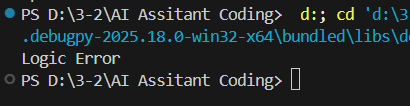 PS D:\3-2\AI Assitant Coding>  d:; cd 'd:\3
.debugpy-2025.18.0-win32-x64\bundled\libs\de
Logic Error
PS D:\3-2\AI Assitant Coding>